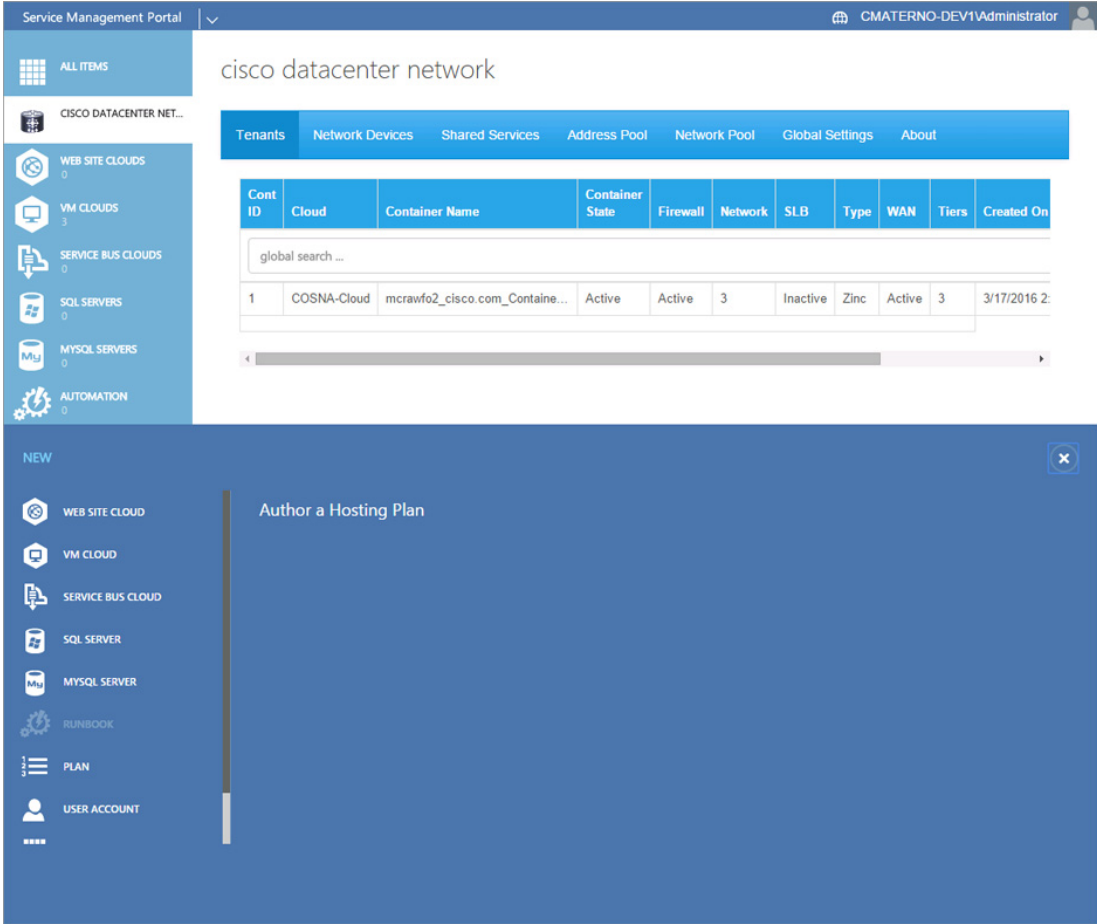 Service Management Portal
CMATERNO-DEV1\Administrator
ALL ITEMS
CISCO DATACENTER NET...
WEB SITE CLOUDS
0
VM CLOUDS
3
SERVICE BUS CLOUDS
0
SQL SERVERS
0
MYSQL SERVERS
0
AUTOMATION
0
cisco datacenter network
Tenants Network Devices Shared Services Address Pool Network Pool Global Settings About
Cont ID Cloud Container Name Container State Firewall Network SLB Type WAN Tiers Created On
global search ...
1 COSNA-Cloud mcrawfo2_cisco.com_Containe... Active Active 3 Inactive Zinc Active 3 3/17/2016 2:
NEW
WEB SITE CLOUD
VM CLOUD
SERVICE BUS CLOUD
SQL SERVER
MYSQL SERVER
RUNBOOK
PLAN
USER ACCOUNT
Author a Hosting Plan